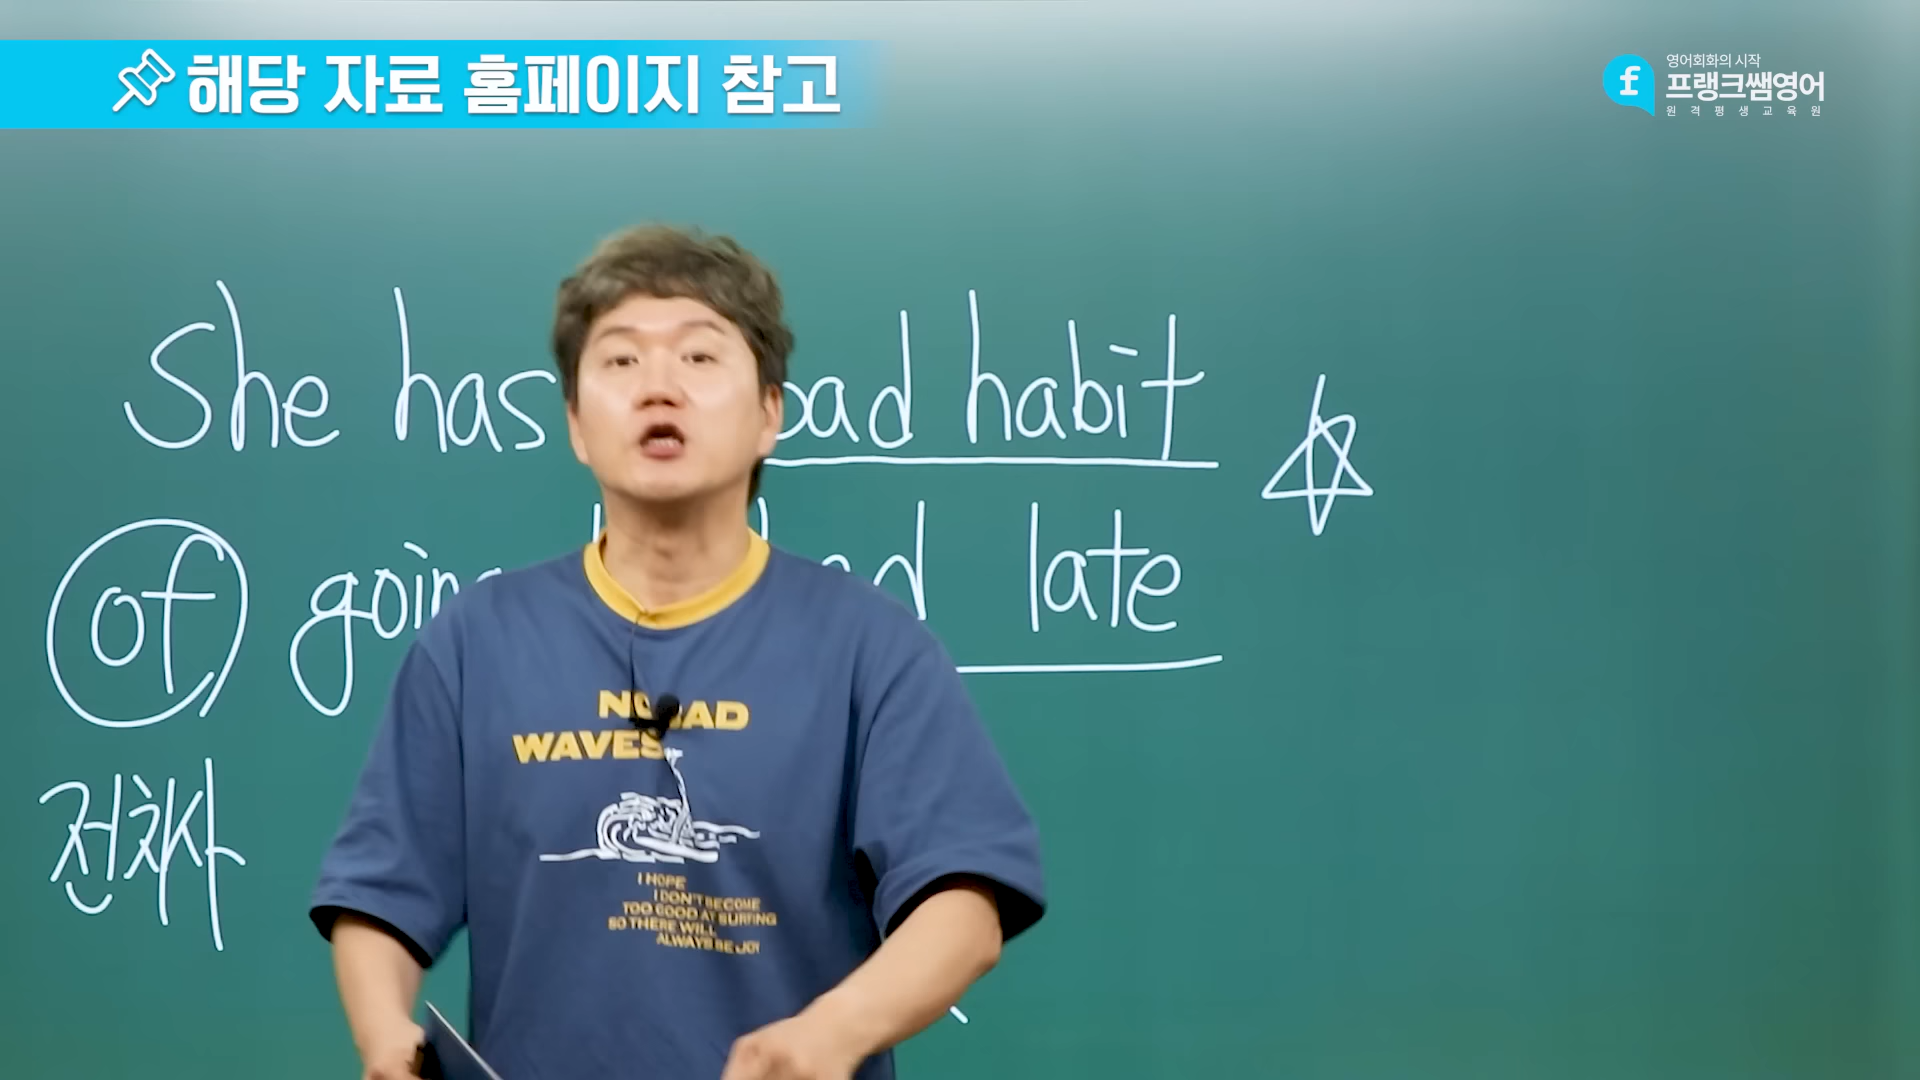 해당 자료 홈페이지 참고
영어회화의 시작
프랭크쌤영어
원격평생교육원
She has bad habit
of going late
전치사
WAVES
I HOPE
I DON'T BECOME
TOO GOOD AT SURFING
SO THERE WILL
ALWAYS BE JOY